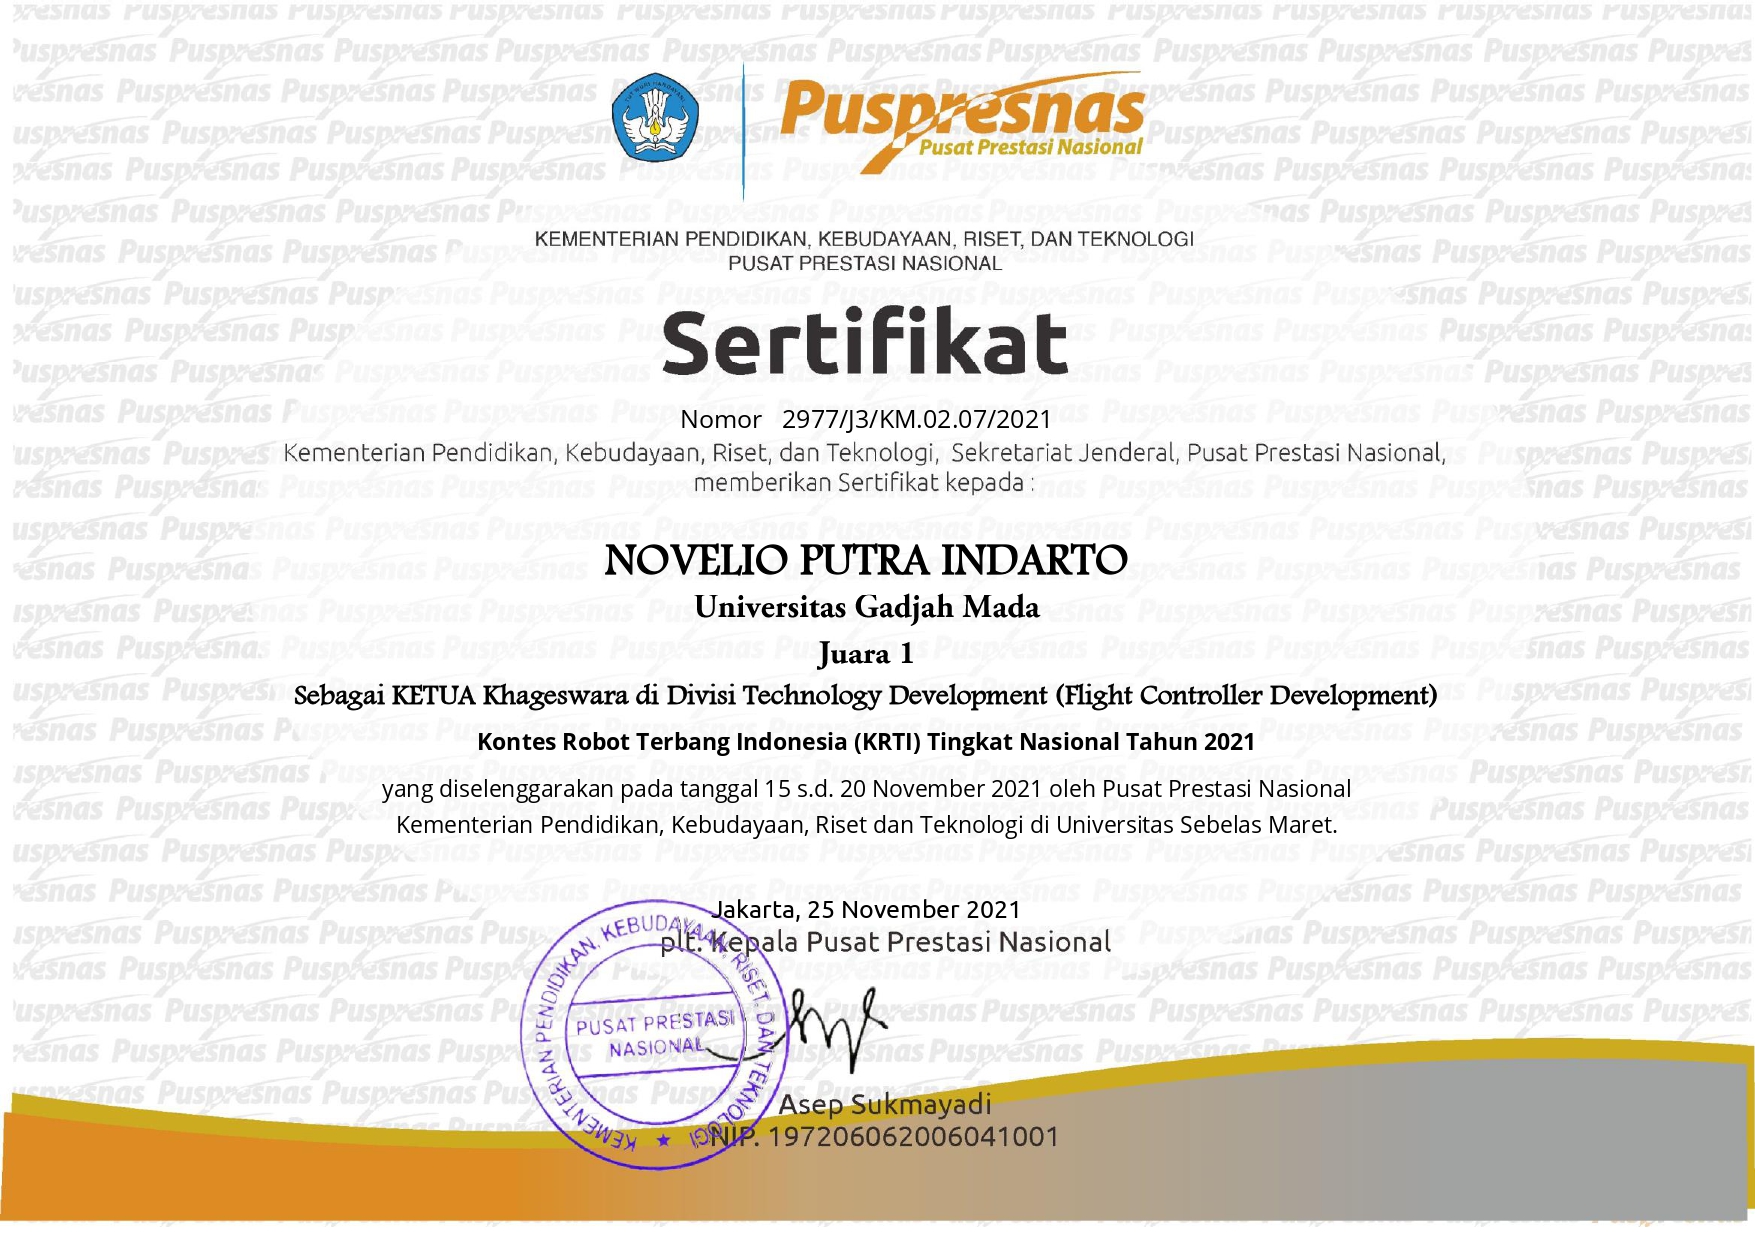 Puspresnas
Pusat Prestasi Nasional
KEMENTERIAN PENDIDIKAN, KEBUDAYAAN, RISET, DAN TEKNOLOGI
PUSAT PRESTASI NASIONAL
Sertifikat
Nomor 2977/J3/KM.02.07/2021
Kementerian Pendidikan, Kebudayaan, Riset, dan Teknologi, Sekretariat Jenderal, Pusat Prestasi Nasional,
memberikan Sertifikat kepada :
NOVELIO PUTRA INDARTO
Universitas Gadjah Mada
Juara 1
Sebagai KETUA Khageswara di Divisi Technology Development (Flight Controller Development)
Kontes Robot Terbang Indonesia (KRTI) Tingkat Nasional Tahun 2021
yang diselenggarakan pada tanggal 15 s.d. 20 November 2021 oleh Pusat Prestasi Nasional
Kementerian Pendidikan, Kebudayaan, Riset dan Teknologi di Universitas Sebelas Maret.
Jakarta, 25 November 2021
plt. Kepala Pusat Prestasi Nasional
KEMENTERIAN PENDIDIKAN, KEBUDAYAAN, RISET, DAN TEKNOLOGI
PUSAT PRESTASI
NASIONAL
Asep Sukmayadi
NIP. 197206062006041001